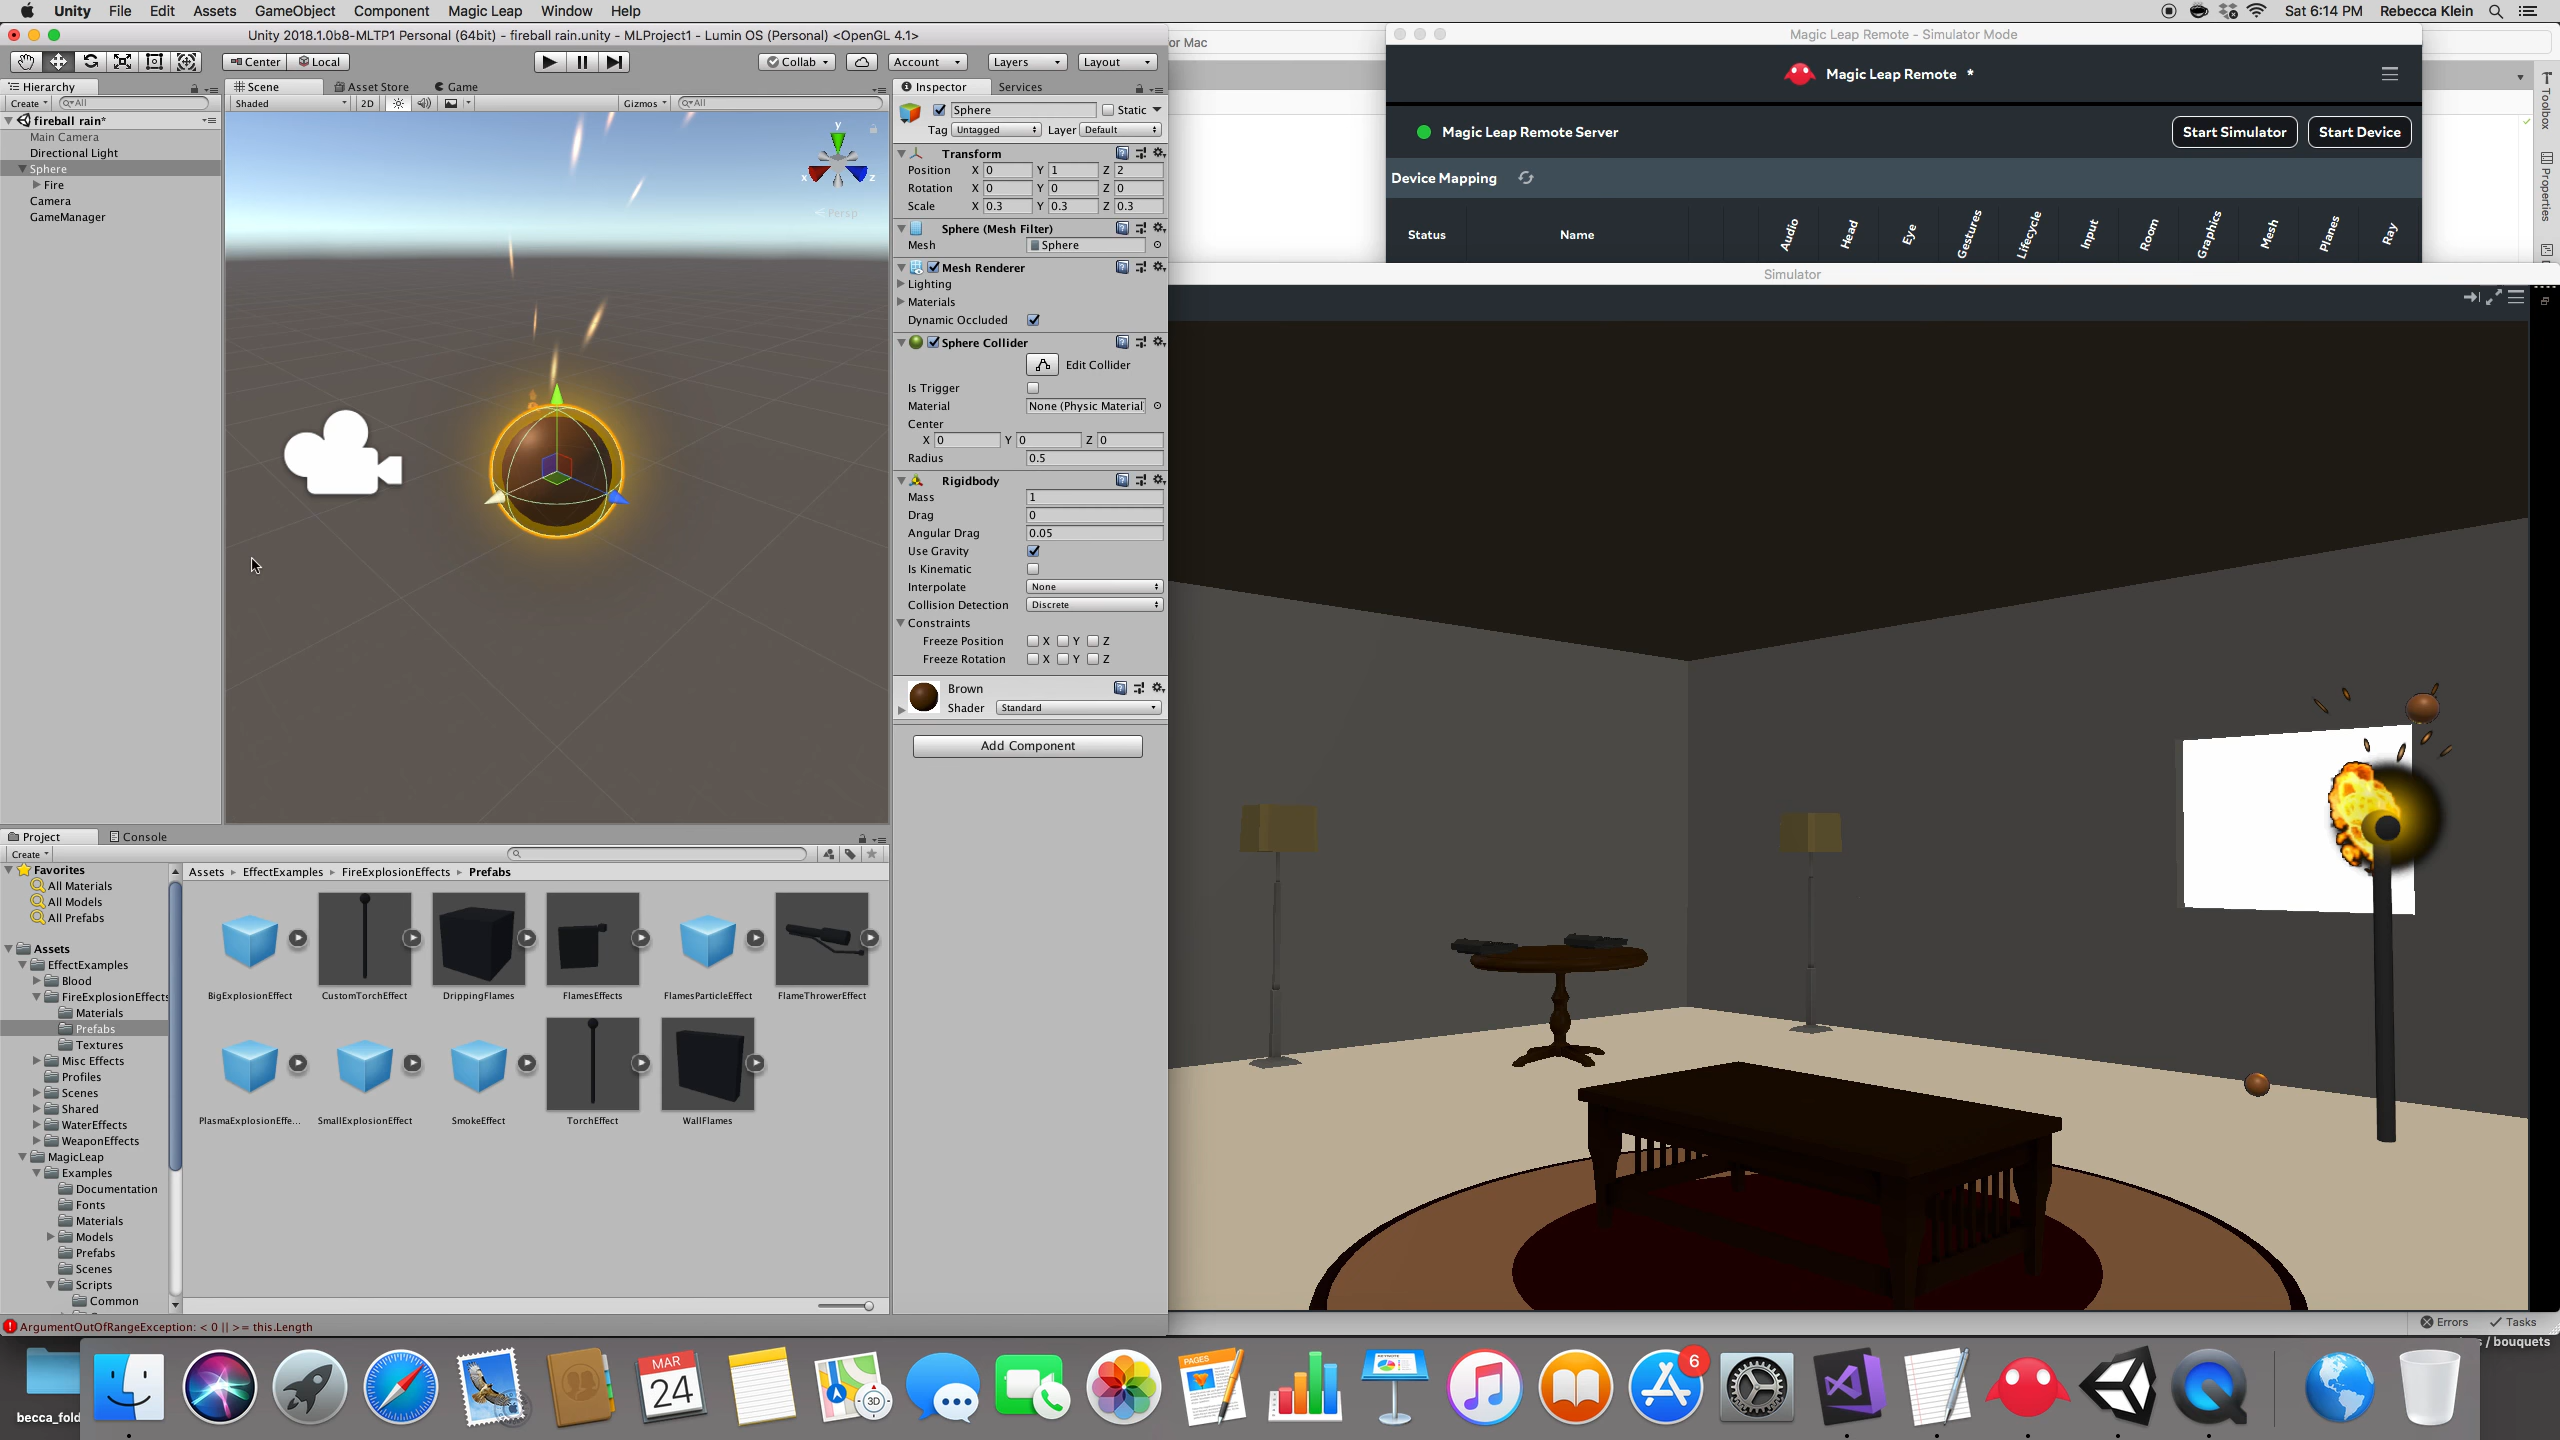 Unity File Edit Assets GameObject Component Magic Leap Window Help
Sat 6:14 PM Rebecca Klein
Unity 2018.1.0b8-MLTP1 Personal (64bit) - fireball rain.unity - MLProject1 - Lumin OS (Personal) <OpenGL 4.1>
or Mac
Center Local
Collab Account Layers Layout
Hierarchy
Create All
fireball rain*
Main Camera
Directional Light
Sphere
Fire
Camera
GameManager
Scene Asset Store Game
Shaded 2D Gizmos All
y
x z
Persp
Inspector Services
Sphere Static
Tag Untagged Layer Default
Transform
Position X 0 Y 1 Z 2
Rotation X 0 Y 0 Z 0
Scale X 0.3 Y 0.3 Z 0.3
Sphere (Mesh Filter)
Mesh Sphere
Mesh Renderer
Lighting
Materials
Dynamic Occluded
Sphere Collider
Edit Collider
Is Trigger
Material None (Physic Material
Center
X 0 Y 0 Z 0
Radius 0.5
Rigidbody
Mass 1
Drag 0
Angular Drag 0.05
Use Gravity
Is Kinematic
Interpolate None
Collision Detection Discrete
Constraints
Freeze Position X Y Z
Freeze Rotation X Y Z
Brown
Shader Standard
Add Component
Magic Leap Remote - Simulator Mode
Magic Leap Remote *
Magic Leap Remote Server Start Simulator Start Device
Device Mapping
Status Name Audio Head Eye Gestures Lifecycle Input Room Graphics Mesh Planes Ray
Toolbox
Properties
Simulator
Project Console
Create
Favorites
All Materials
All Models
All Prefabs
Assets
EffectExamples
Blood
FireExplosionEffects
Materials
Prefabs
Textures
Misc Effects
Profiles
Scenes
Shared
WaterEffects
WeaponEffects
MagicLeap
Examples
Documentation
Fonts
Materials
Models
Prefabs
Scenes
Scripts
Common
Assets EffectExamples FireExplosionEffects Prefabs
BigExplosionEffect CustomTorchEffect DrippingFlames FlamesEffects FlamesParticleEffect FlameThrowerEffect
PlasmaExplosionEffe... SmallExplosionEffect SmokeEffect TorchEffect WallFlames
ArgumentOutOfRangeException: < 0 || >= this.Length
Errors Tasks
/ bouquets
becca_fold
MAR
24
3D
PAGES
6